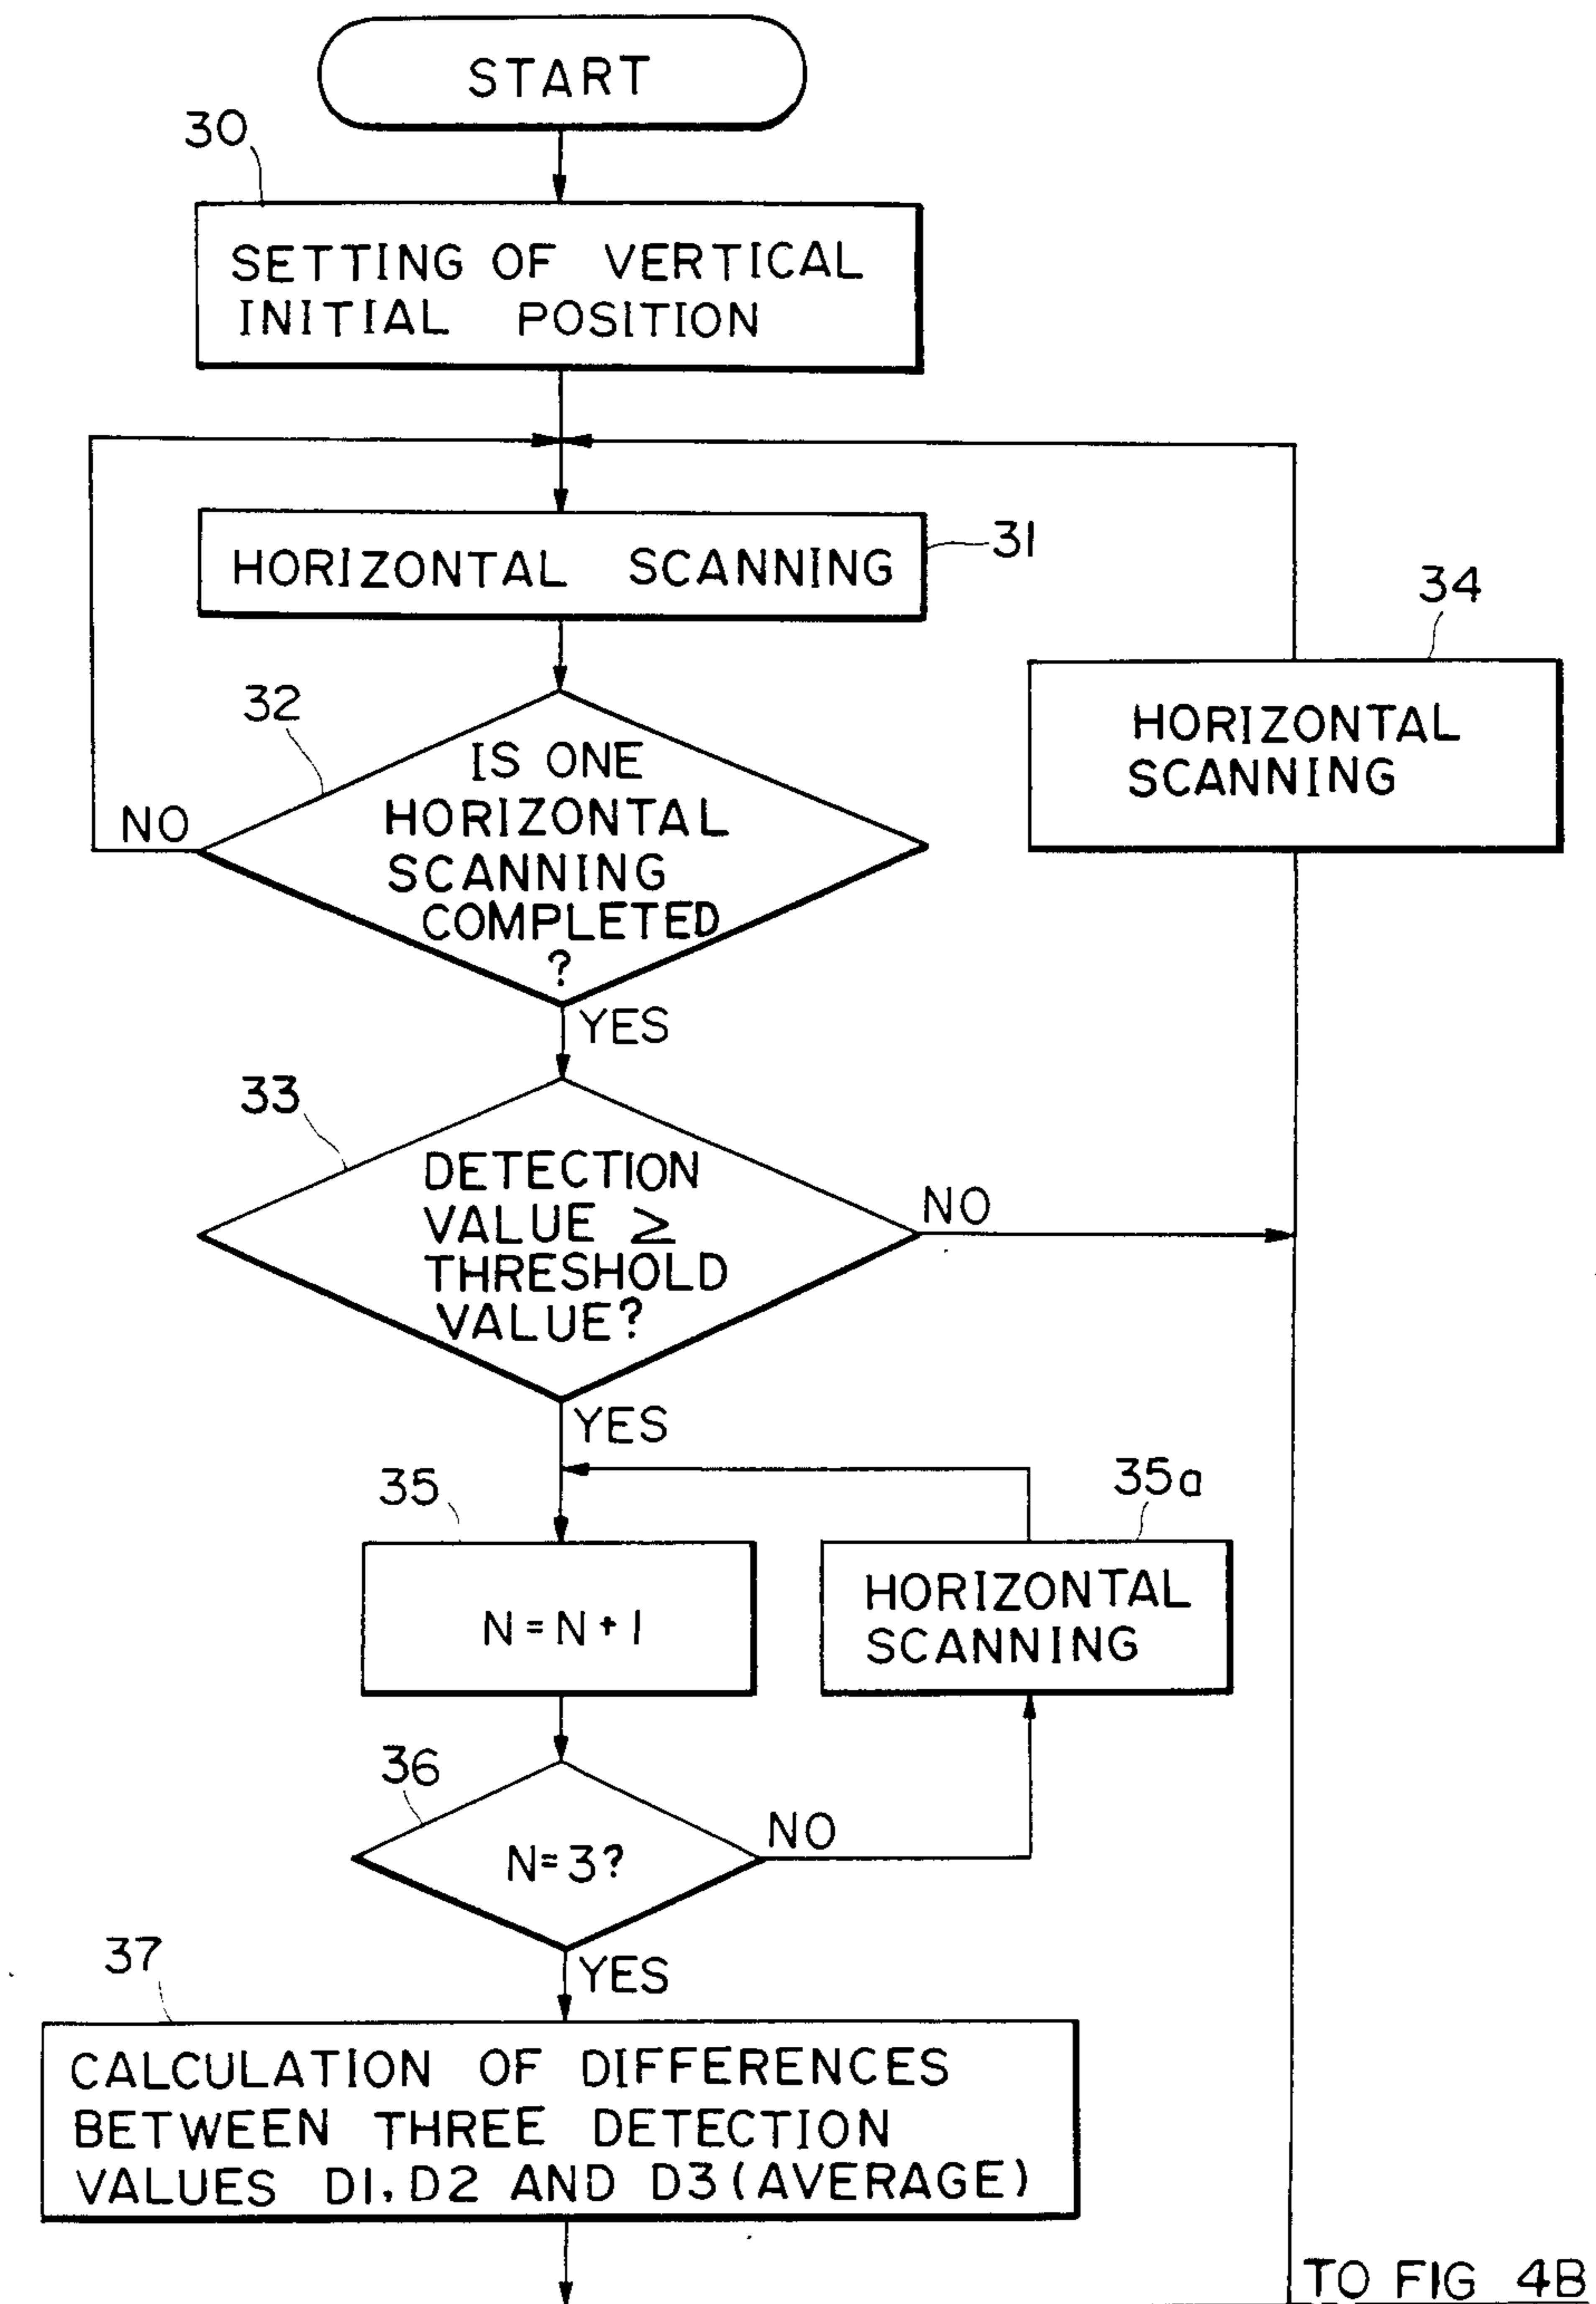 START
30
SETTING OF VERTICAL
INITIAL POSITION
HORIZONTAL SCANNING
31
34
HORIZONTAL
SCANNING
32
IS ONE
HORIZONTAL
SCANNING
COMPLETED
?
NO
YES
33
DETECTION
VALUE ≥
THRESHOLD
VALUE?
NO
YES
35
N=N+1
35a
HORIZONTAL
SCANNING
36
N=3?
NO
YES
37
CALCULATION OF DIFFERENCES
BETWEEN THREE DETECTION
VALUES D1, D2 AND D3 (AVERAGE)
TO FIG 4B